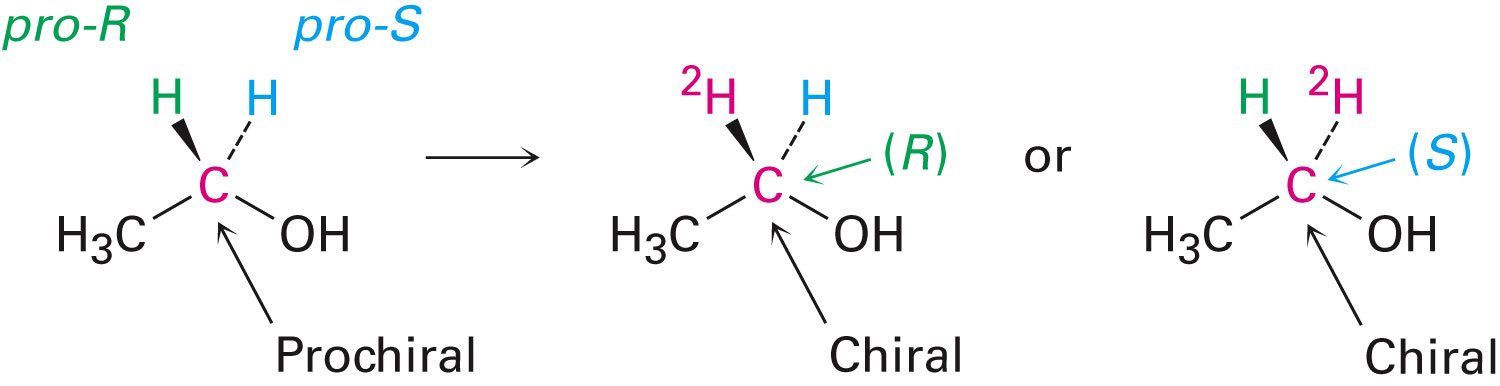 pro-R pro-S
H H ²H H H ²H
C C (R) or C (S)
H₃C OH H₃C OH H₃C OH
Prochiral Chiral Chiral